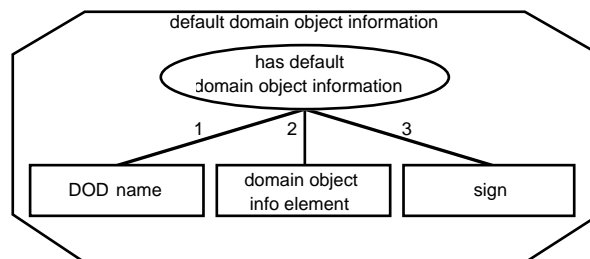 default domain object information
has default
domain object information
1
2
3
DOD name
domain object
info element
sign